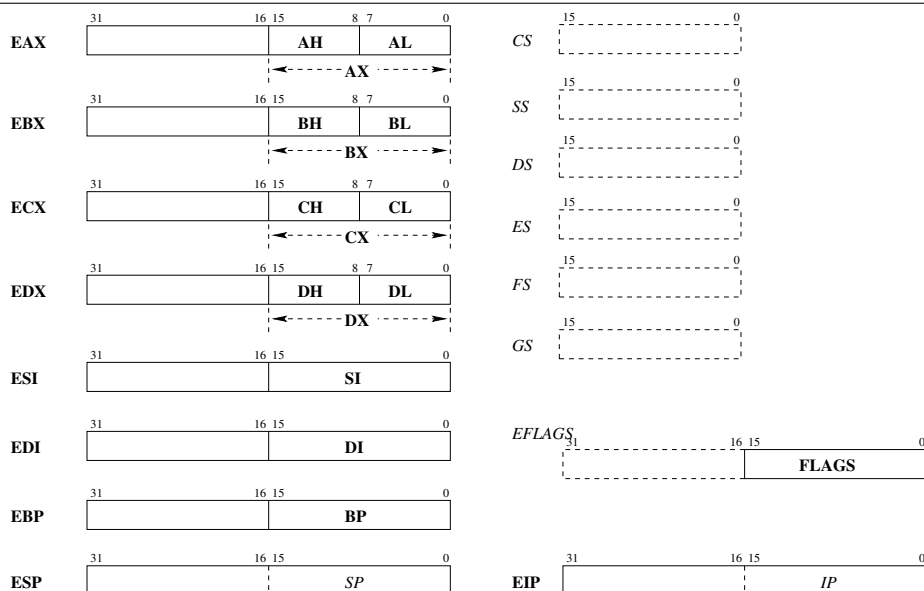 31 16 15 8 7 0
EAX AH AL
AX
31 16 15 8 7 0
EBX BH BL
BX
31 16 15 8 7 0
ECX CH CL
CX
31 16 15 8 7 0
EDX DH DL
DX
31 16 15 0
ESI SI
31 16 15 0
EDI DI
31 16 15 0
EBP BP
31 16 15 0
ESP SP
15 0
CS
15 0
SS
15 0
DS
15 0
ES
15 0
FS
15 0
GS
EFLAGS
31 16 15 0
FLAGS
31 16 15 0
EIP IP